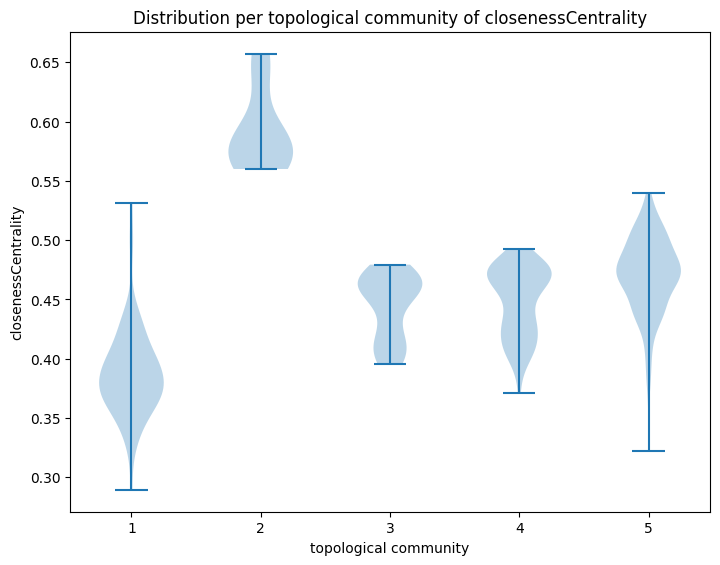 Distribution per topological community of closenessCentrality
closenessCentrality
0.65
0.60
0.55
0.50
0.45
0.40
0.35
0.30
1 2 3 4 5
topological community